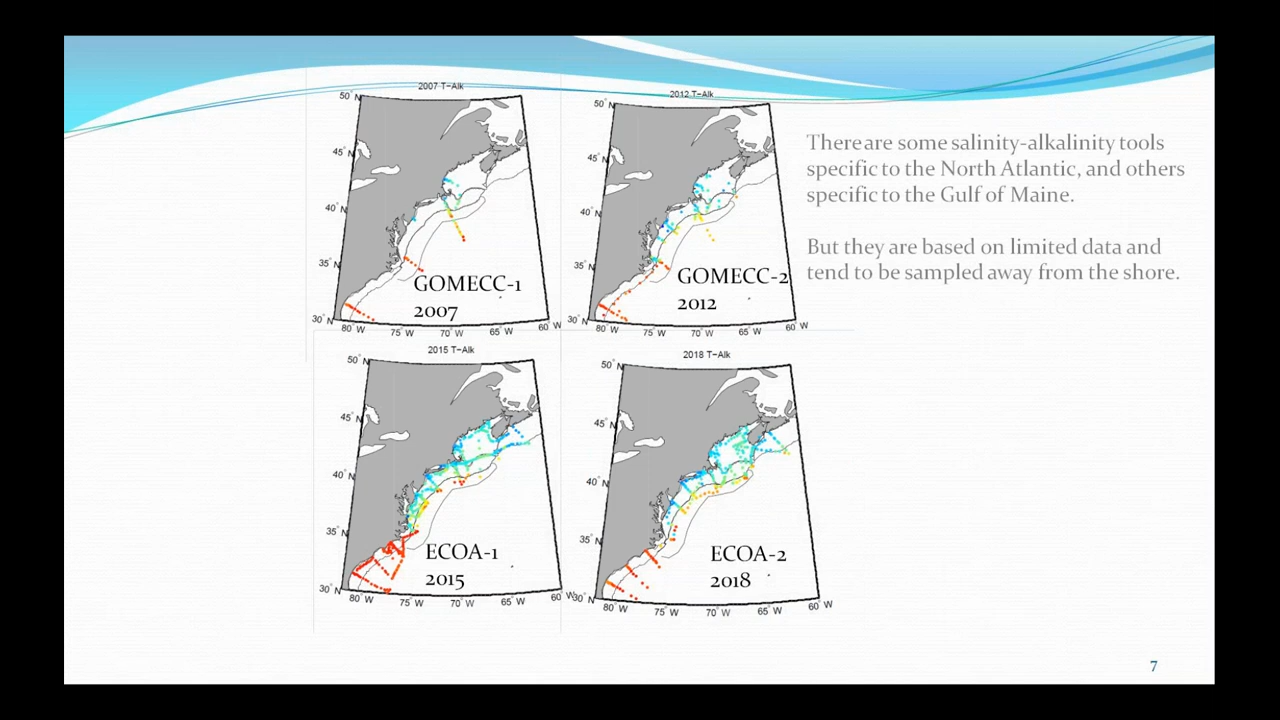 2007 T-Alk
50° N
45° N
40° N
35° N
30° N
80° W
75° W
70° W
65° W
60° W
GOMECC-1
2007
2012 T-Alk
50° N
45° N
40° N
35° N
30° N
80° W
75° W
70° W
65° W
60° W
GOMECC-2
2012
There are some salinity-alkalinity tools
specific to the North Atlantic, and others
specific to the Gulf of Maine.
But they are based on limited data and
tend to be sampled away from the shore.
2015 T-Alk
50° N
45° N
40° N
35° N
30° N
80° W
75° W
70° W
65° W
60° W
ECOA-1
2015
2018 T-Alk
50° N
45° N
40° N
35° N
30° N
80° W
75° W
70° W
65° W
60° W
ECOA-2
2018
7